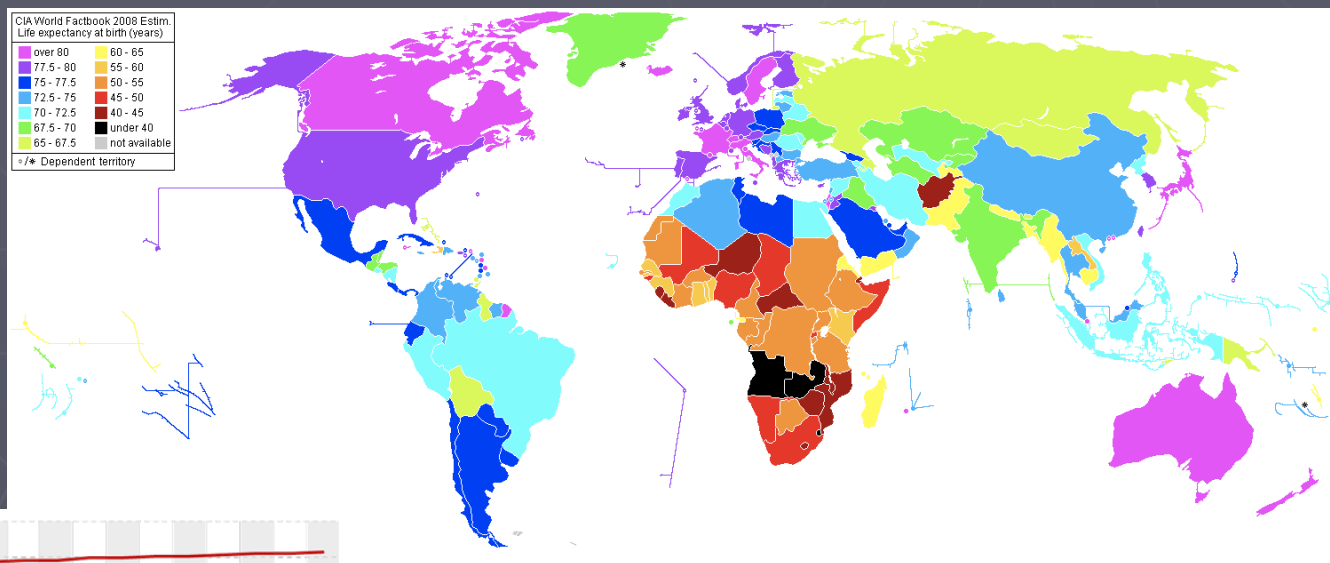 CIA World Factbook 2008 Estim.
Life expectancy at birth (years)
over 80
77.5 - 80
75 - 77.5
72.5 - 75
70 - 72.5
67.5 - 70
65 - 67.5
60 - 65
55 - 60
50 - 55
45 - 50
40 - 45
under 40
not available
◦/* Dependent territory